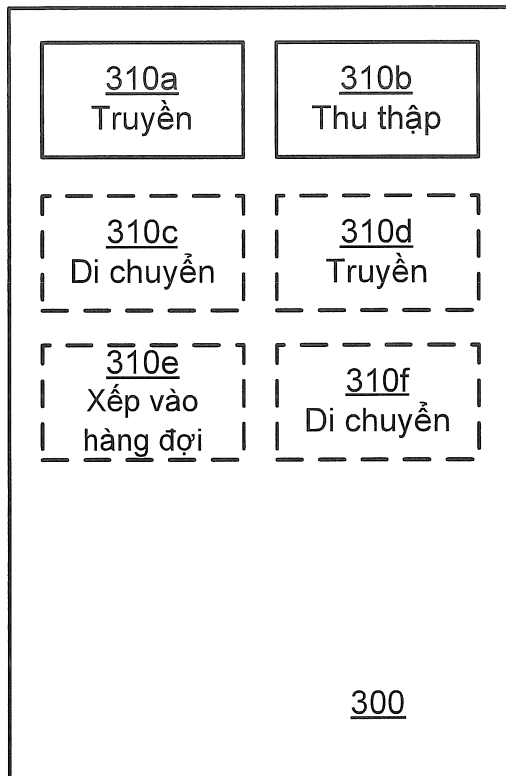 310a
Truyền
310b
Thu thập
310c
Di chuyển
310d
Truyền
310e
Xếp vào
hàng đợi
310f
Di chuyển
300